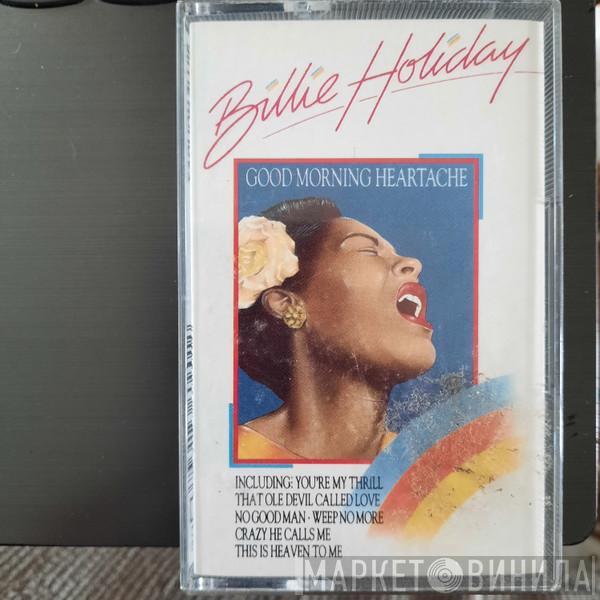 Billie Holiday
GOOD MORNING HEARTACHE
INCLUDING: YOU'RE MY THRILL
THAT OLE DEVIL CALLED LOVE
NO GOOD MAN · WEEP NO MORE
CRAZY HE CALLS ME
THIS IS HEAVEN TO ME
МАРКЕТ ВИНИЛА